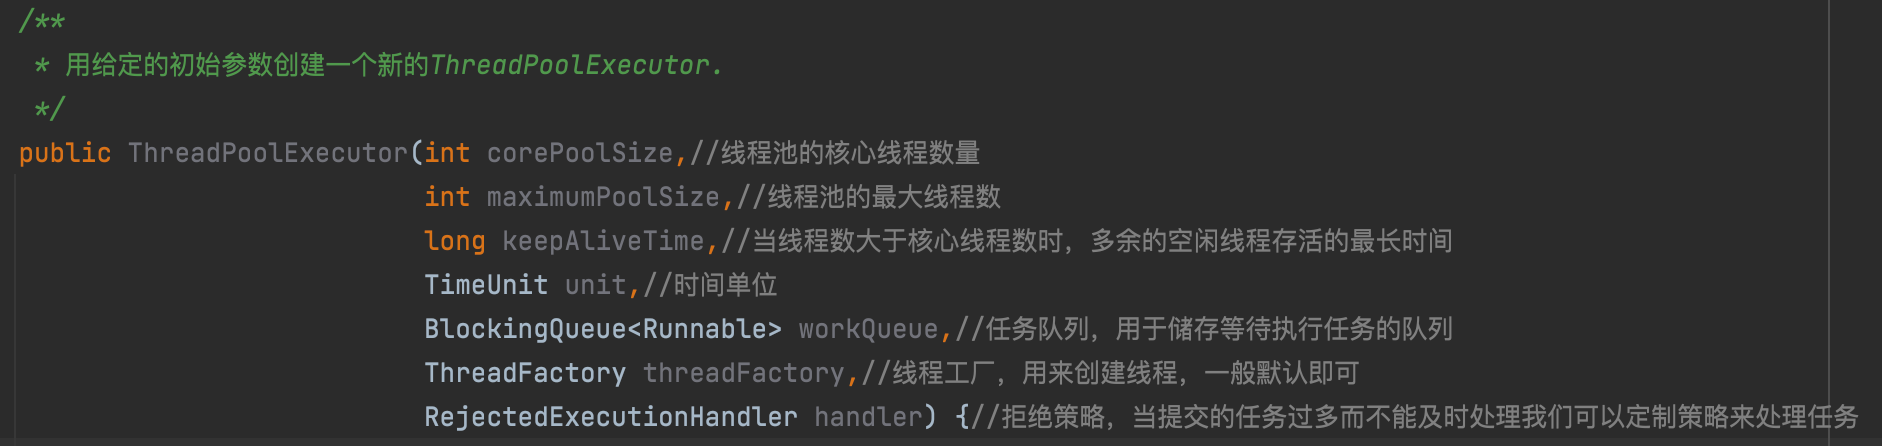 /**
 * 用给定的初始参数创建一个新的ThreadPoolExecutor.
 */
public ThreadPoolExecutor(int corePoolSize,//线程池的核心线程数量
int maximumPoolSize,//线程池的最大线程数
long keepAliveTime,//当线程数大于核心线程数时，多余的空闲线程存活的最长时间
TimeUnit unit,//时间单位
BlockingQueue<Runnable> workQueue,//任务队列，用于储存等待执行任务的队列
ThreadFactory threadFactory,//线程工厂，用来创建线程，一般默认即可
RejectedExecutionHandler handler) {//拒绝策略，当提交的任务过多而不能及时处理我们可以定制策略来处理任务